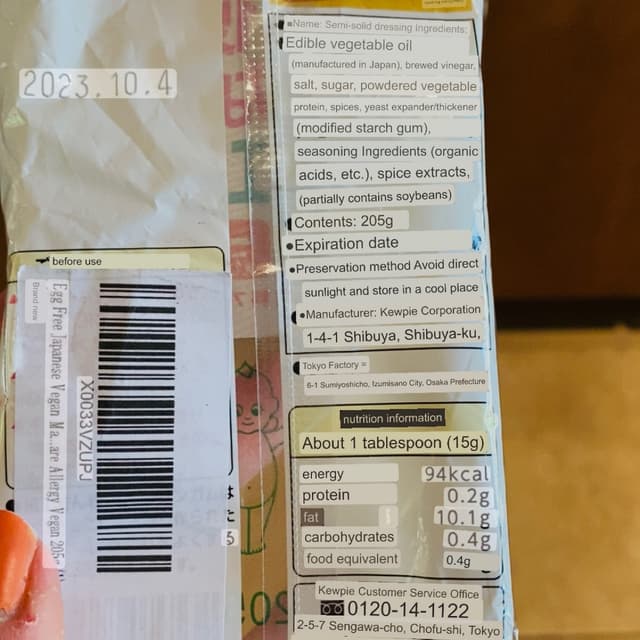 2023.10.4
■Name: Semi-solid dressing Ingredients:
Edible vegetable oil
(manufactured in Japan), brewed vinegar,
salt, sugar, powdered vegetable
protein, spices, yeast expander/thickener
(modified starch gum),
seasoning Ingredients (organic
acids, etc.), spice extracts,
(partially contains soybeans)
Contents: 205g
●Expiration date
●Preservation method Avoid direct
sunlight and store in a cool place
●Manufacturer: Kewpie Corporation
1-4-1 Shibuya, Shibuya-ku,
Tokyo Factory =
6-1 Sumiyoshicho, Izumisano City, Osaka Prefecture
nutrition information
About 1 tablespoon (15g)
energy 94kcal
protein 0.2g
fat 10.1g
carbohydrates 0.4g
food equivalent 0.4g
Kewpie Customer Service Office
0120-14-1122
2-5-7 Sengawa-cho, Chofu-shi, Tokyo
before use
X0033VZUPJ
Egg Free Japanese Vegan Ma...are Allergy Vegan 205g
Brand new
は
た
5